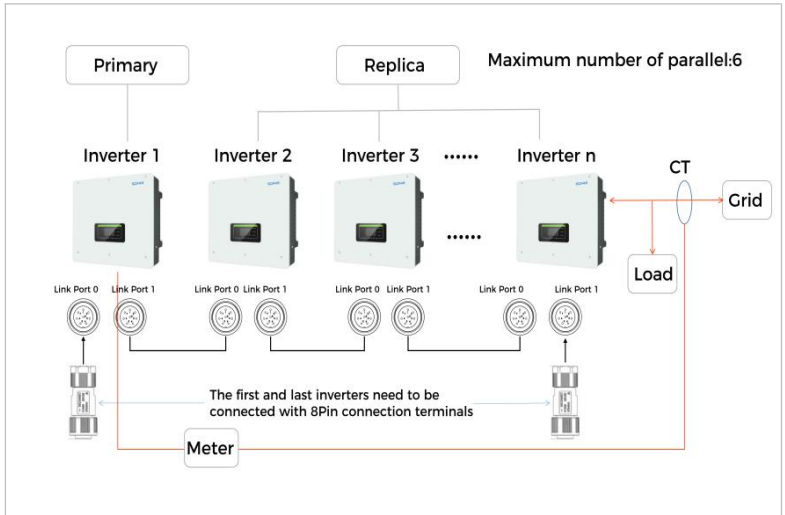 Primary
Replica
Maximum number of parallel:6
Inverter 1
Inverter 2
Inverter 3
......
Inverter n
CT
Grid
......
Load
Link Port 0
Link Port 1
Link Port 0
Link Port 1
Link Port 0
Link Port 1
Link Port 0
Link Port 1
The first and last inverters need to be
connected with 8Pin connection terminals
Meter